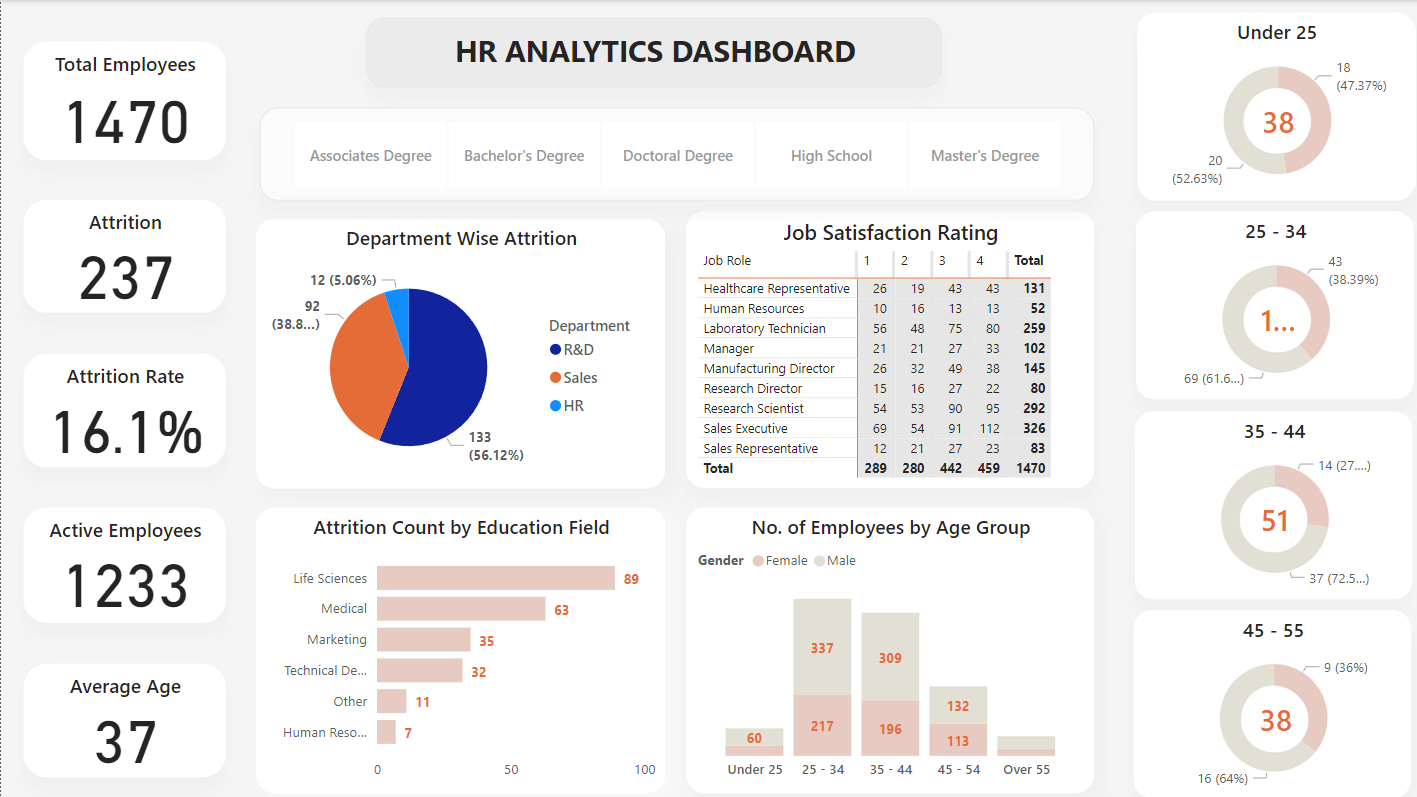 HR ANALYTICS DASHBOARD
Total Employees
1470
Attrition
237
Attrition Rate
16.1%
Active Employees
1233
Average Age
37
Associates Degree Bachelor's Degree Doctoral Degree High School Master's Degree
Department Wise Attrition
12 (5.06%)
92
(38.8...)
133
(56.12%)
Department
R&D
Sales
HR
Job Satisfaction Rating
Job Role 1 2 3 4 Total
Healthcare Representative 26 19 43 43 131
Human Resources 10 16 13 13 52
Laboratory Technician 56 48 75 80 259
Manager 21 21 27 33 102
Manufacturing Director 26 32 49 38 145
Research Director 15 16 27 22 80
Research Scientist 54 53 90 95 292
Sales Executive 69 54 91 112 326
Sales Representative 12 21 27 23 83
Total 289 280 442 459 1470
Attrition Count by Education Field
Life Sciences 89
Medical 63
Marketing 35
Technical De... 32
Other 11
Human Reso... 7
0 50 100
No. of Employees by Age Group
Gender Female Male
337
309
217
196
132
113
60
Under 25 25 - 34 35 - 44 45 - 54 Over 55
Under 25
18
(47.37%)
38
20
(52.63%)
25 - 34
43
(38.39%)
1...
69 (61.6...)
35 - 44
14 (27....)
51
37 (72.5...)
45 - 55
9 (36%)
38
16 (64%)